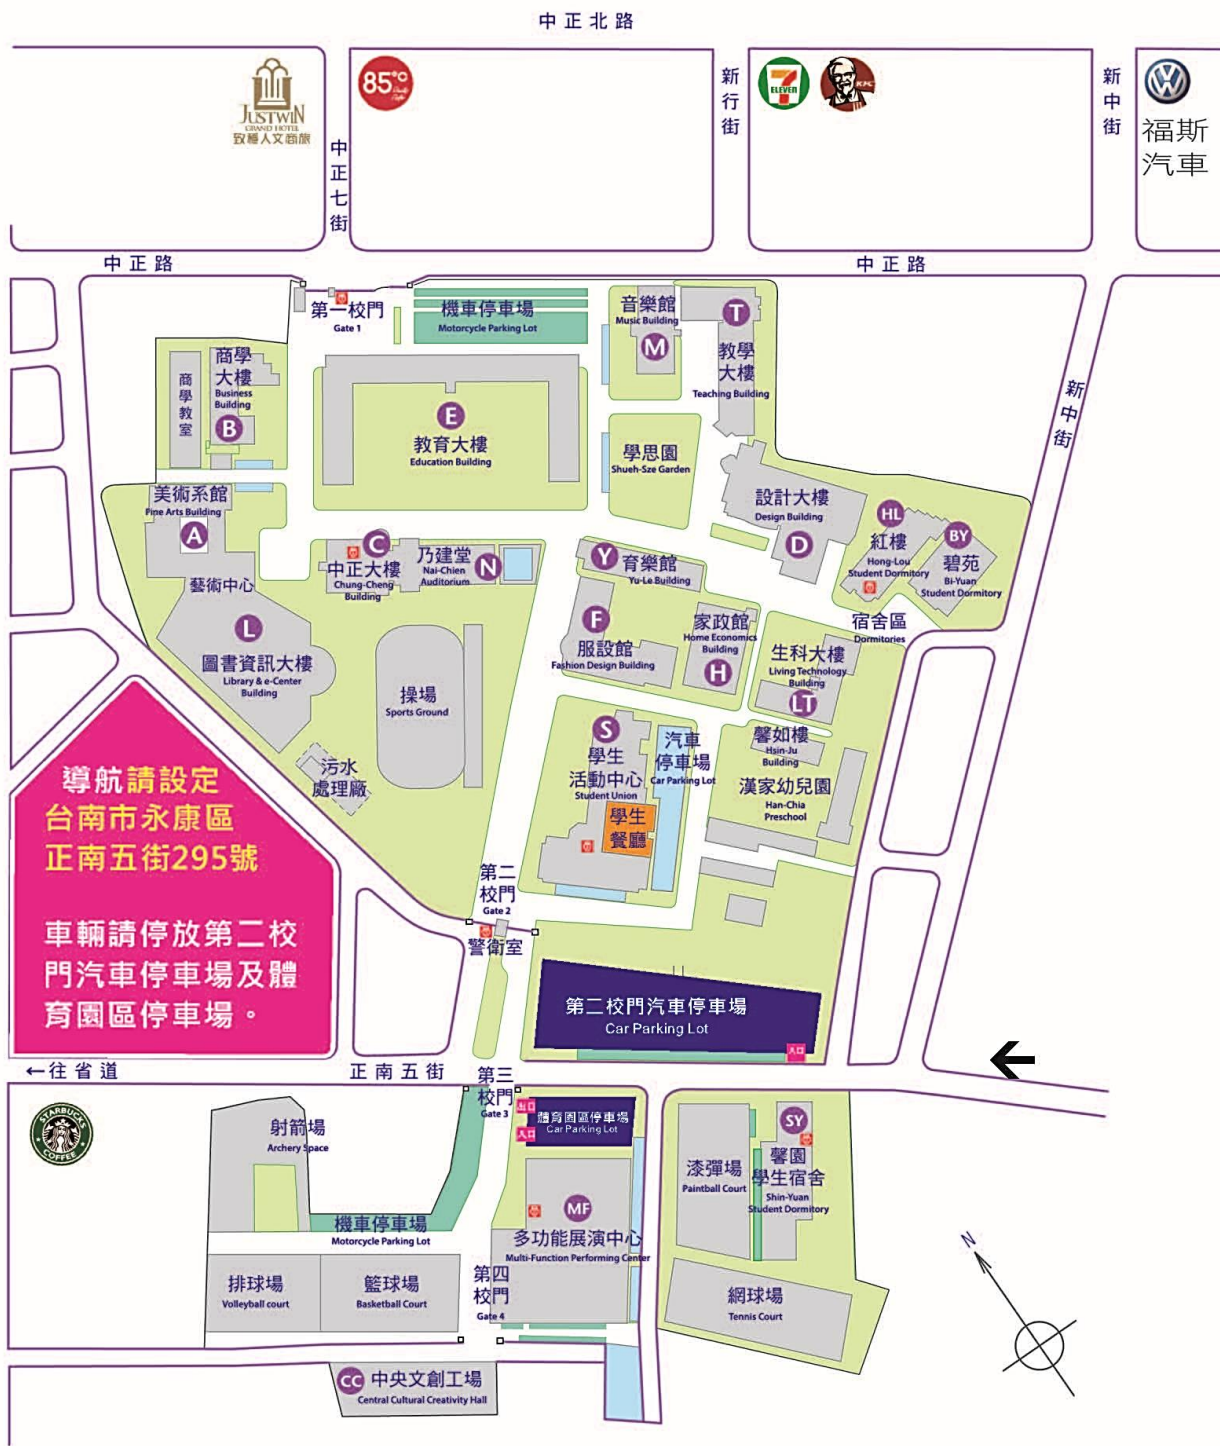 中正北路
JUSTWIN
GRAND HOTEL
致穩人文商旅
85°C
新行街
7
ELEVEN
KFC
新中街
福斯
汽車
中正七街
中正路
中正路
第一校門
Gate 1
機車停車場
Motorcycle Parking Lot
音樂館
Music Building
M
T
教學
大樓
Teaching Building
商學
大樓
Business
Building
B
商學教室
E
教育大樓
Education Building
學思園
Shueh-Sze Garden
新中街
美術系館
Fine Arts Building
A
藝術中心
設計大樓
Design Building
D
HL
紅樓
Hong-Lou
Student Dormitory
BY
碧苑
Bi-Yuan
Student Dormitory
C
中正大樓
Chung-Cheng
Building
乃建堂
Nai-Chien
Auditorium
N
Y
育樂館
Yu-Le Building
宿舍區
Dormitories
L
圖書資訊大樓
Library & e-Center
Building
F
服設館
Fashion Design Building
家政館
Home Economics
Building
H
生科大樓
Living Technology
Building
LT
操場
Sports Ground
S
學生
活動中心
Student Union
汽車
停車場
Car Parking Lot
馨如樓
Hsin-Ju
Building
漢家幼兒園
Han-Chia
Preschool
污水
處理廠
學生
餐廳
導航請設定
台南市永康區
正南五街295號
車輛請停放第二校
門汽車停車場及體
育園區停車場。
第二
校門
Gate 2
警衛室
第二校門汽車停車場
Car Parking Lot
入口
←往省道
正南五街
第三
校門
Gate 3
出口
入口
體育園區停車場
Car Parking Lot
STARBUCKS
COFFEE
射箭場
Archery Space
漆彈場
Paintball Court
SY
馨園
學生宿舍
Shin-Yuan
Student Dormitory
機車停車場
Motorcycle Parking Lot
MF
多功能展演中心
Multi-Function Performing Center
排球場
Volleyball court
籃球場
Basketball Court
第四
校門
Gate 4
網球場
Tennis Court
N
CC
中央文創工場
Central Cultural Creativity Hall